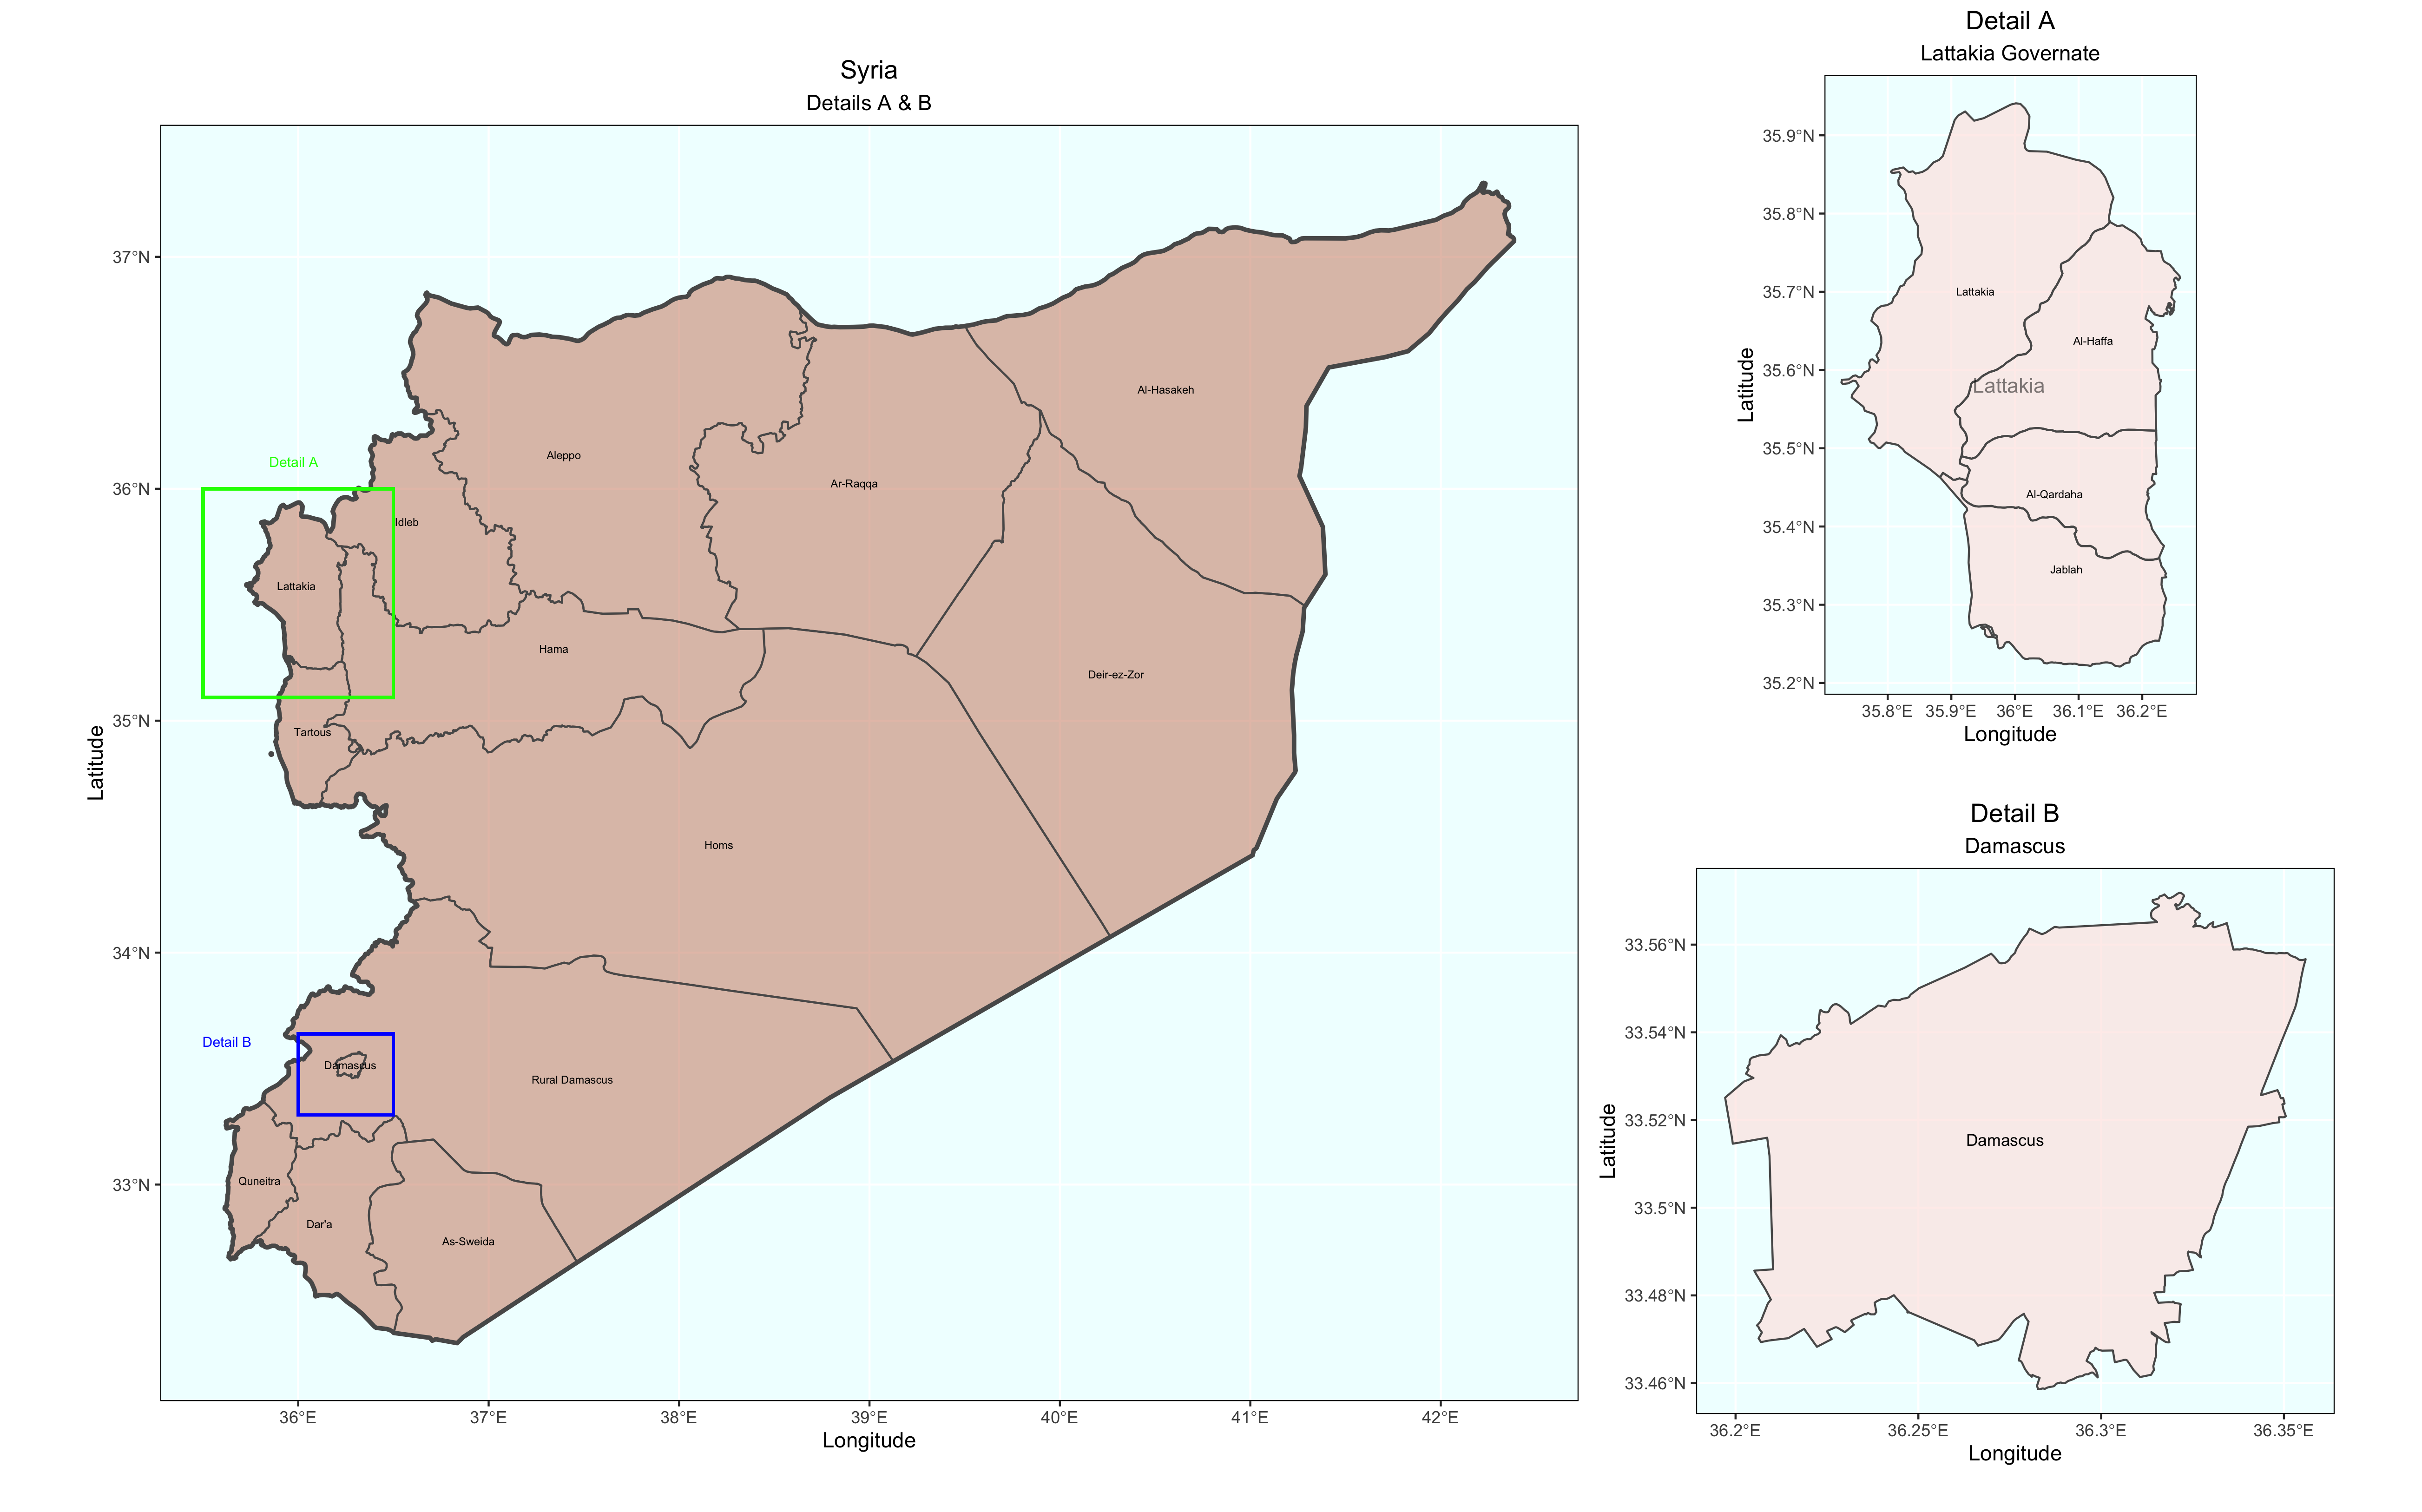 Syria
Details A & B
37°N
36°N
35°N
34°N
33°N
Latitude
Al-Hasakeh
Aleppo
Ar-Raqqa
Detail A
Idleb
Lattakia
Hama
Deir-ez-Zor
Tartous
Homs
Detail B
Damascus
Rural Damascus
Quneitra
Dar'a
As-Sweida
36°E 37°E 38°E 39°E 40°E 41°E 42°E
Longitude
Detail A
Lattakia Governate
35.9°N
35.8°N
35.7°N
35.6°N
35.5°N
35.4°N
35.3°N
35.2°N
Latitude
Lattakia
Al-Haffa
Lattakia
Al-Qardaha
Jablah
35.8°E 35.9°E 36°E 36.1°E 36.2°E
Longitude
Detail B
Damascus
33.56°N
33.54°N
33.52°N
33.5°N
33.48°N
33.46°N
Latitude
Damascus
36.2°E 36.25°E 36.3°E 36.35°E
Longitude